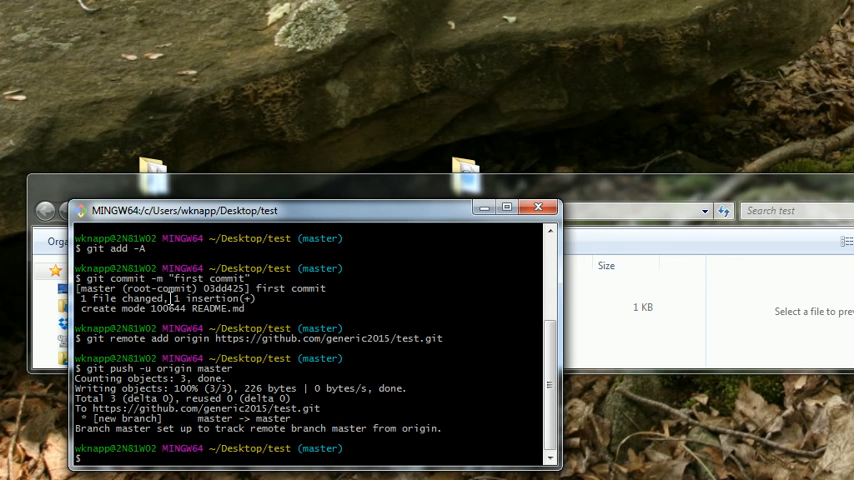 MINGW64:/c/Users/wknapp/Desktop/test
Search test
Orga
Size
1 KB
Select a file to prev
wknapp@2N81W02 MINGW64 ~/Desktop/test (master)
$ git add -A
wknapp@2N81W02 MINGW64 ~/Desktop/test (master)
$ git commit -m "first commit"
[master (root-commit) 03dd425] first commit
1 file changed, 1 insertion(+)
create mode 100644 README.md
wknapp@2N81W02 MINGW64 ~/Desktop/test (master)
$ git remote add origin https://github.com/generic2015/test.git
wknapp@2N81W02 MINGW64 ~/Desktop/test (master)
$ git push -u origin master
Counting objects: 3, done.
Writing objects: 100% (3/3), 226 bytes | 0 bytes/s, done.
Total 3 (delta 0), reused 0 (delta 0)
To https://github.com/generic2015/test.git
* [new branch]      master -> master
Branch master set up to track remote branch master from origin.
wknapp@2N81W02 MINGW64 ~/Desktop/test (master)
$